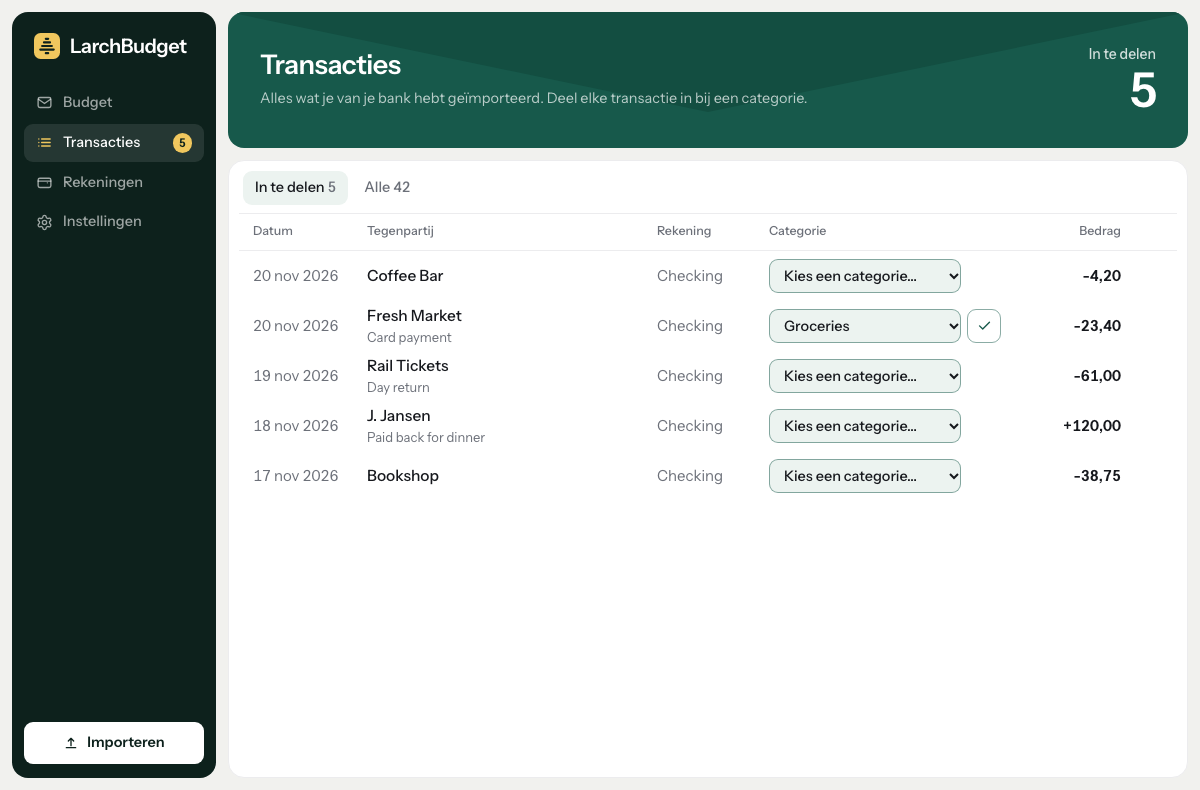 LarchBudget
Budget
Transacties 5
Rekeningen
Instellingen
Importeren
Transacties
Alles wat je van je bank hebt geïmporteerd. Deel elke transactie in bij een categorie.
In te delen
5
In te delen 5 Alle 42
Datum Tegenpartij Rekening Categorie Bedrag
20 nov 2026 Coffee Bar Checking Kies een categorie... -4,20
20 nov 2026 Fresh Market Checking Groceries -23,40
Card payment
19 nov 2026 Rail Tickets Checking Kies een categorie... -61,00
Day return
18 nov 2026 J. Jansen Checking Kies een categorie... +120,00
Paid back for dinner
17 nov 2026 Bookshop Checking Kies een categorie... -38,75